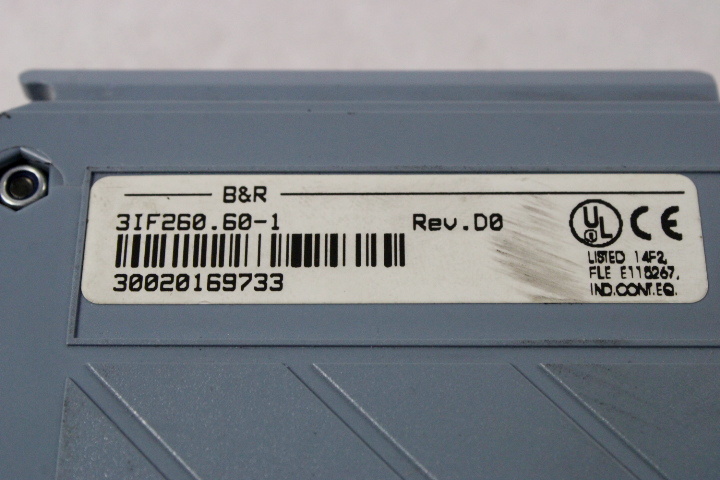 B&R
3IF260.60-1 Rev.D0
30020169733
UL CE
LISTED 14F2,
FILE E115267,
IND.CONT.EQ.